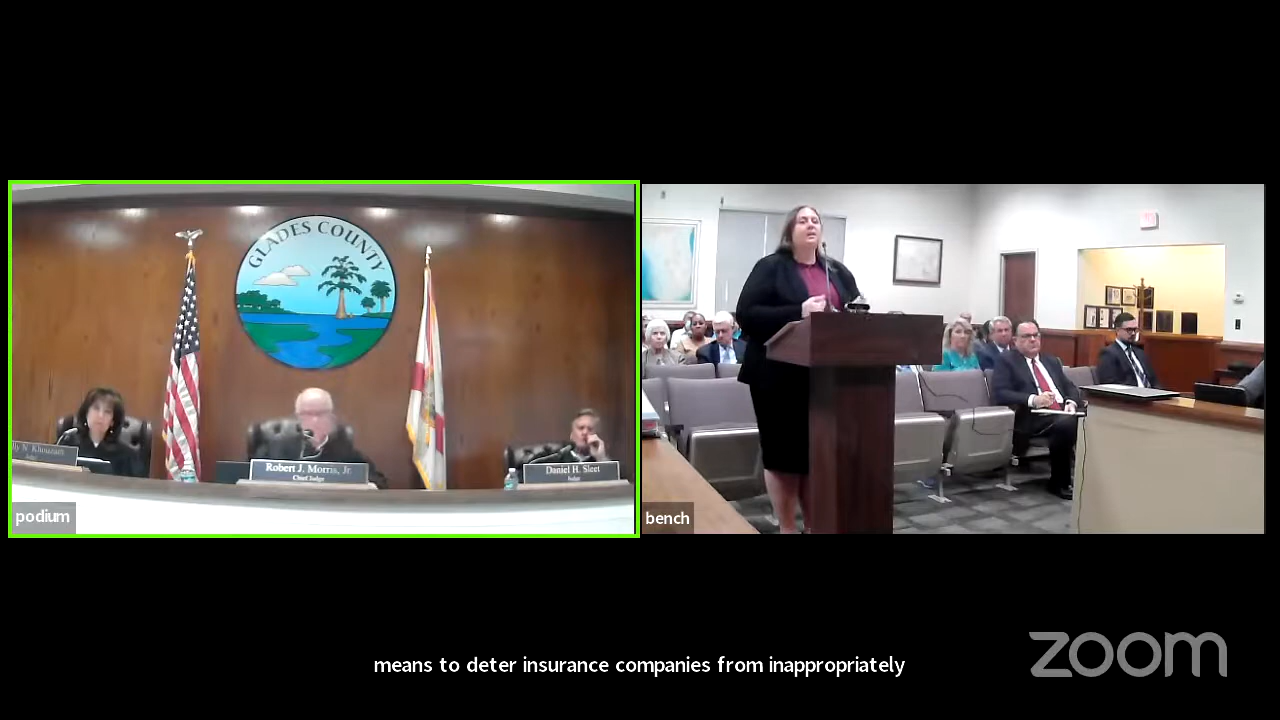 GLADES COUNTY
Robert J. Morris, Jr.
Chief Judge
Daniel H. Sleet
Judge
podium
bench
means to deter insurance companies from inappropriately
zoom